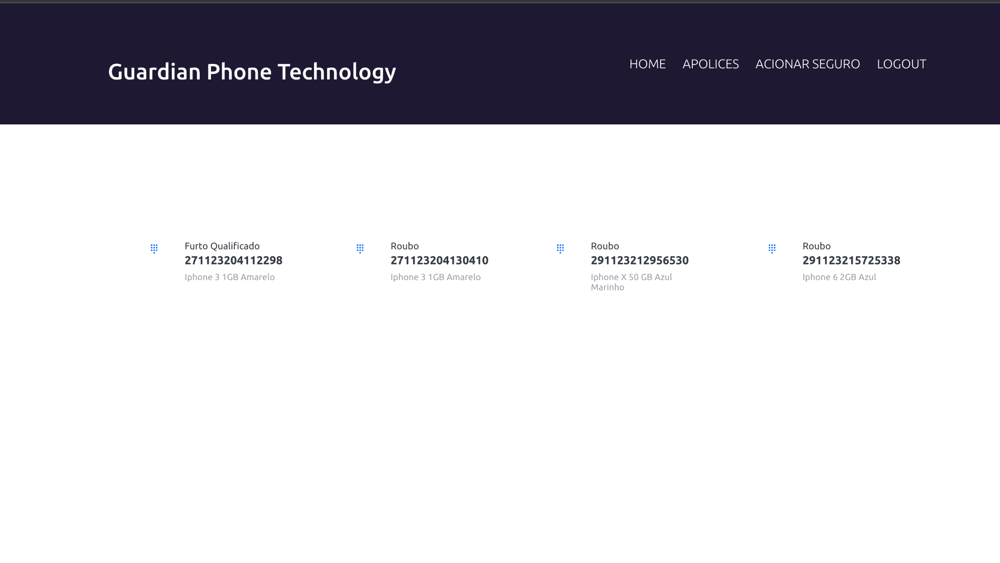 Guardian Phone Technology
HOME APOLICES ACIONAR SEGURO LOGOUT
Furto Qualificado
271123204112298
Iphone 3 1GB Amarelo
Roubo
271123204130410
Iphone 3 1GB Amarelo
Roubo
291123212956530
Iphone X 50 GB Azul
Marinho
Roubo
291123215725338
Iphone 6 2GB Azul